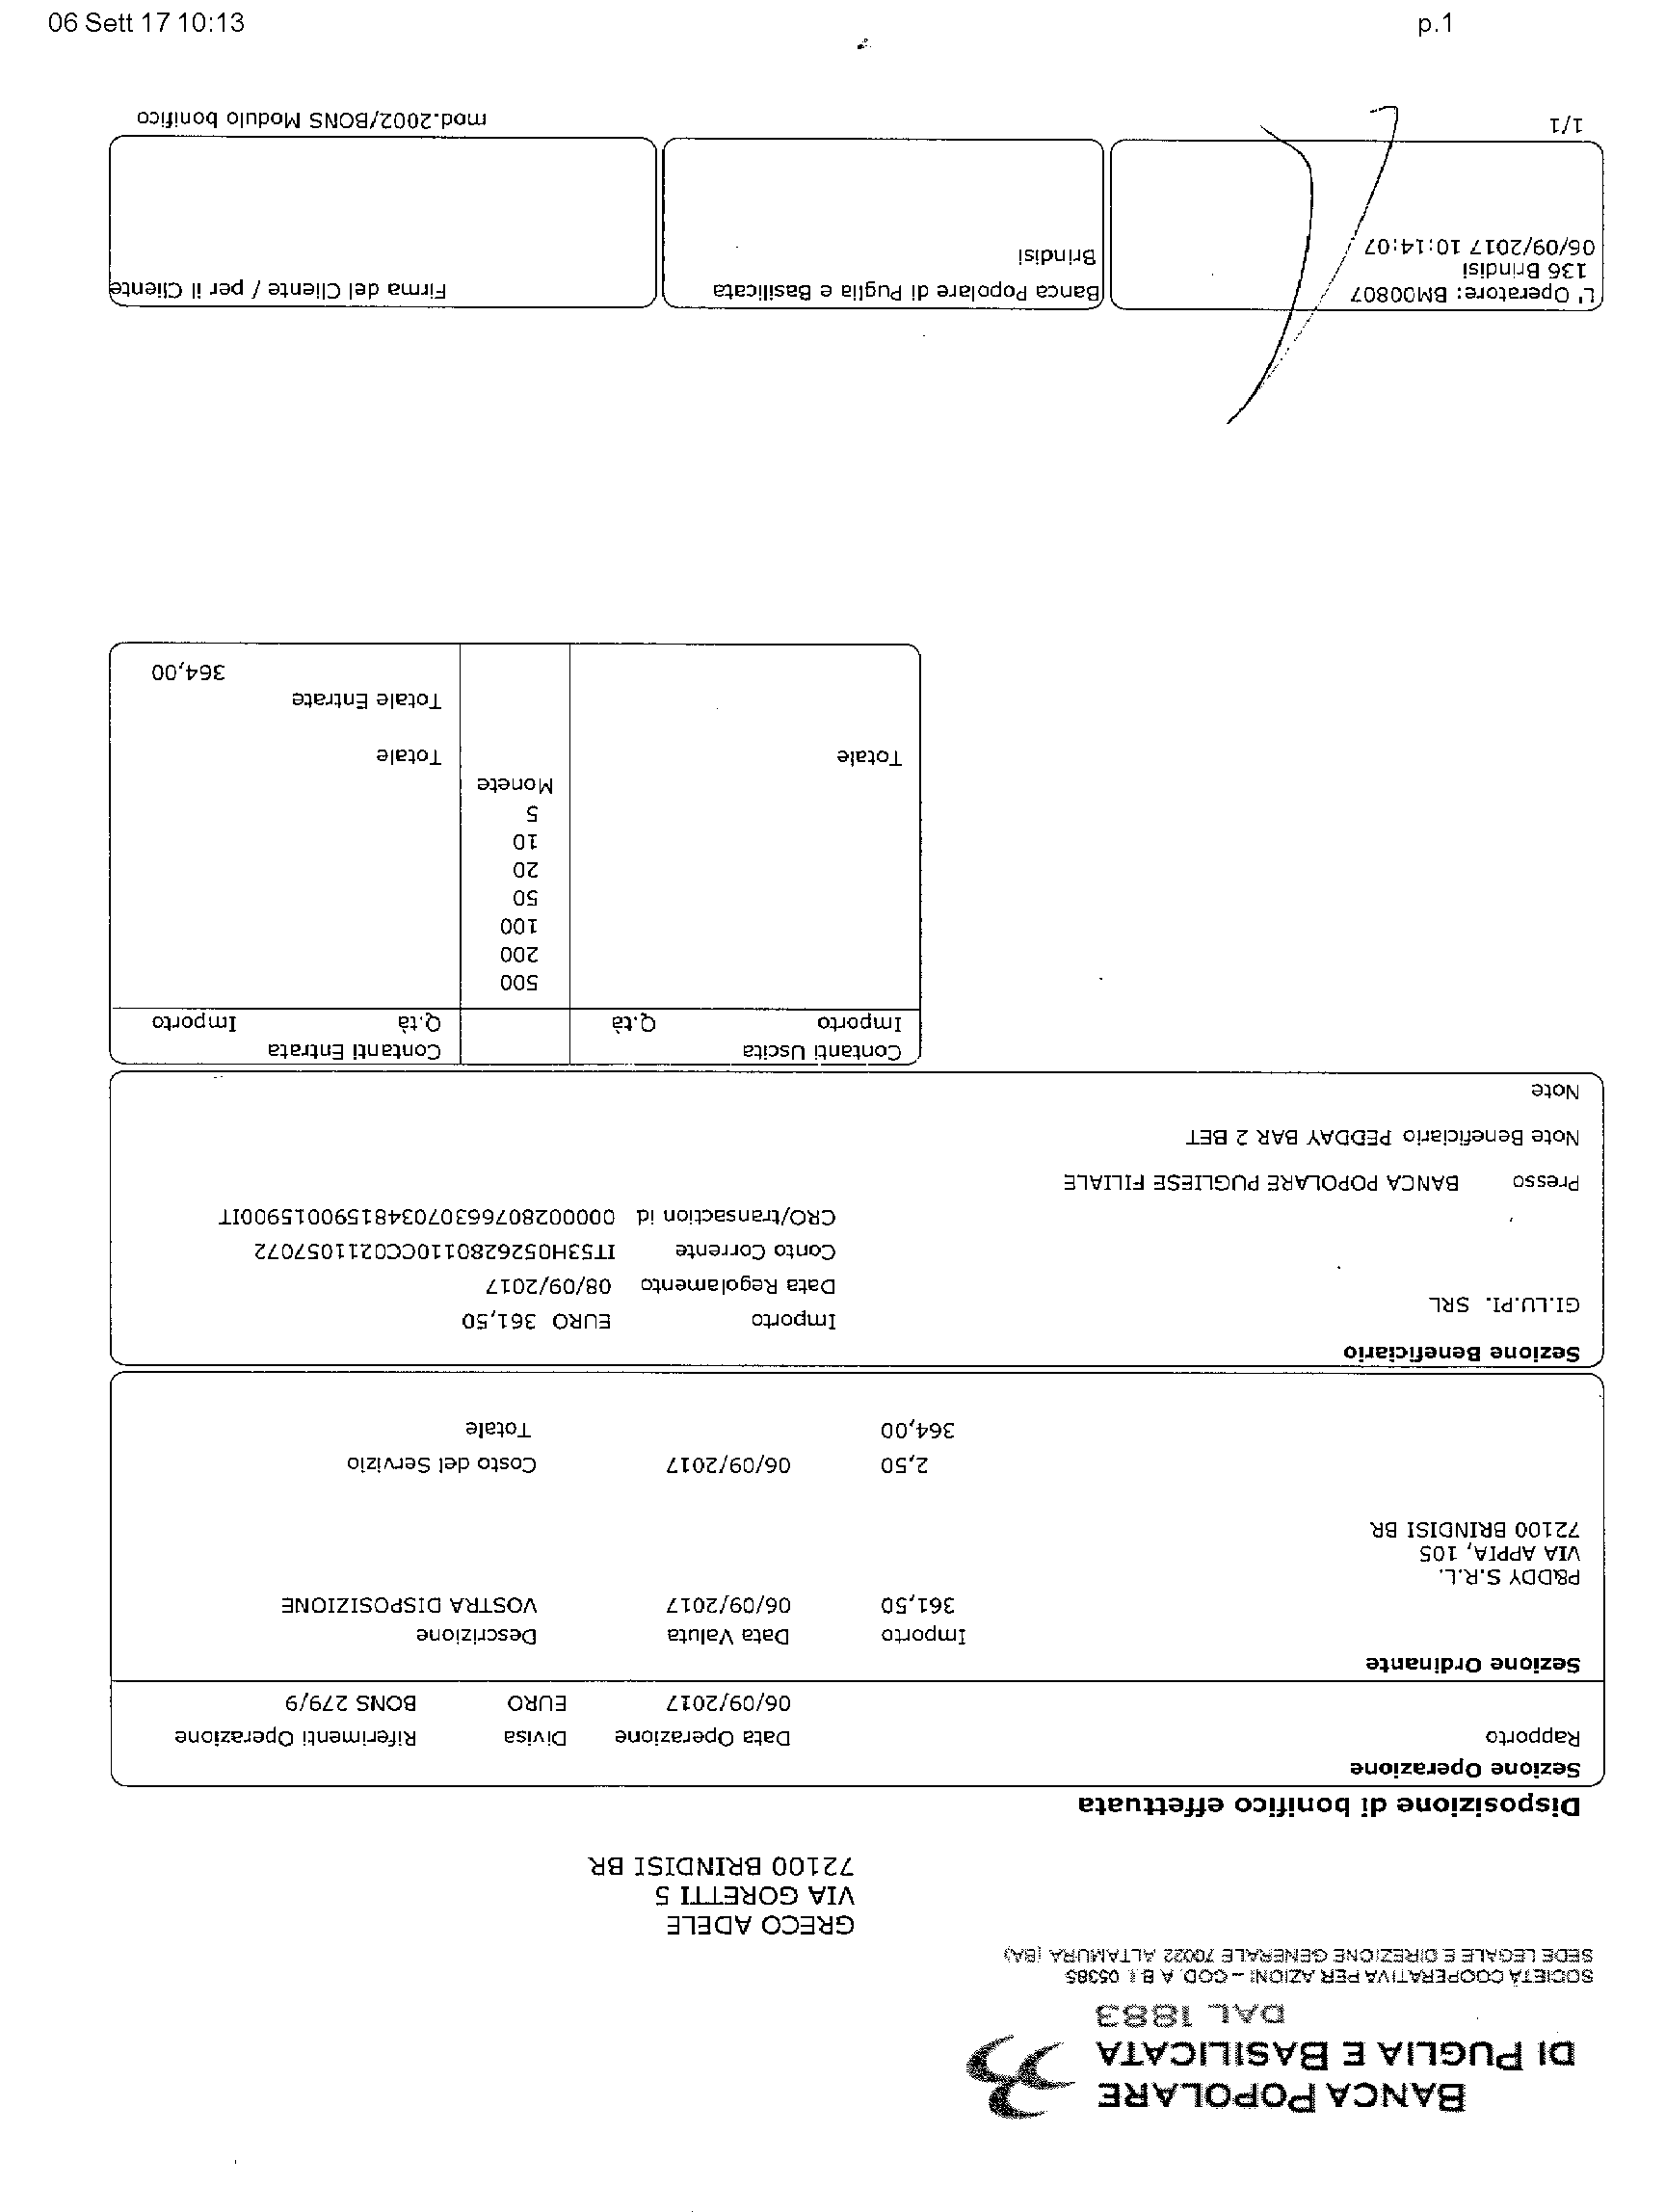 06 Sett 17 10:13
p.1
BANCA POPOLARE
DI PUGLIA E BASILICATA
DAL 1883
SOCIETÀ COOPERATIVA PER AZIONI – COD. A.B.I. 05385
SEDE LEGALE E DIREZIONE GENERALE 70022 ALTAMURA (BA)
GRECO ADELE
VIA GORETTI 5
72100 BRINDISI BR
Disposizione di bonifico effettuata
Sezione Operazione
Rapporto Data Operazione Divisa Riferimenti Operazione
06/09/2017 EURO BONS 279/9
Sezione Ordinante
Importo Data Valuta Descrizione
361,50 06/09/2017 VOSTRA DISPOSIZIONE
P&DDY S.R.L.
VIA APPIA, 105
72100 BRINDISI BR
2,50 06/09/2017 Costo del Servizio
364,00 Totale
Sezione Beneficiario
Importo EURO 361,50
GI.LU.PI. SRL
Data Regolamento 08/09/2017
Conto Corrente IT53H0526280110CC0211057072
CRO/transaction id 0000028076630703481590015900IT
Presso BANCA POPOLARE PUGLIESE FILIALE
Note Beneficiario PEDDAY BAR 2 BET
Note
Contanti Uscita Contanti Entrata
Importo Q.tà Q.tà Importo
500
200
100
50
20
10
5
Monete
Totale Totale
Totale Entrate
364,00
L' Operatore: BM00807
136 Brindisi
06/09/2017 10:14:07
Banca Popolare di Puglia e Basilicata
Brindisi
Firma del Cliente / per il Cliente
1/1
mod.2002/BONS Modulo bonifico